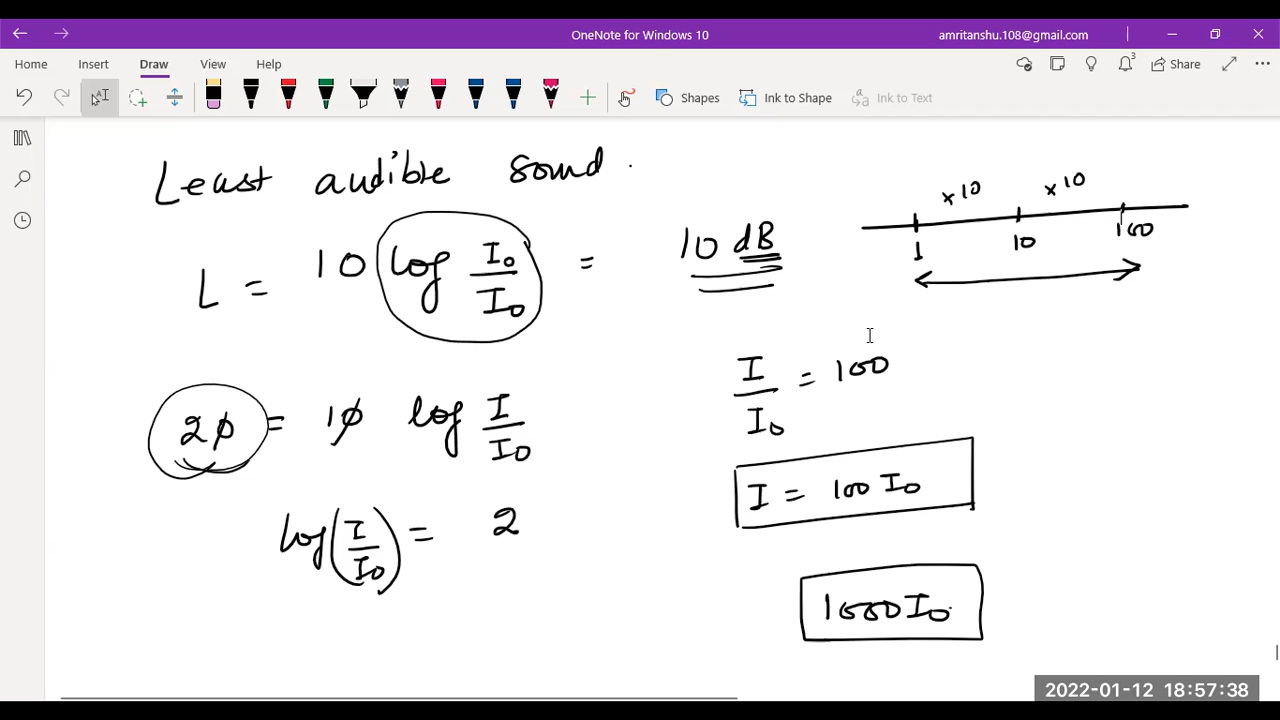 OneNote for Windows 10
amritanshu.108@gmail.com
Home Insert Draw View Help
Share
Shapes
Ink to Shape
Ink to Text
Least audible sound .
L = 10 log I₀/I₀ = 10 dB
×10 ×10
1 10 100
20 = 10 log I/I₀
log(I/I₀) = 2
I/I₀ = 100
I = 100 I₀
1000 I₀
2022-01-12 18:57:38